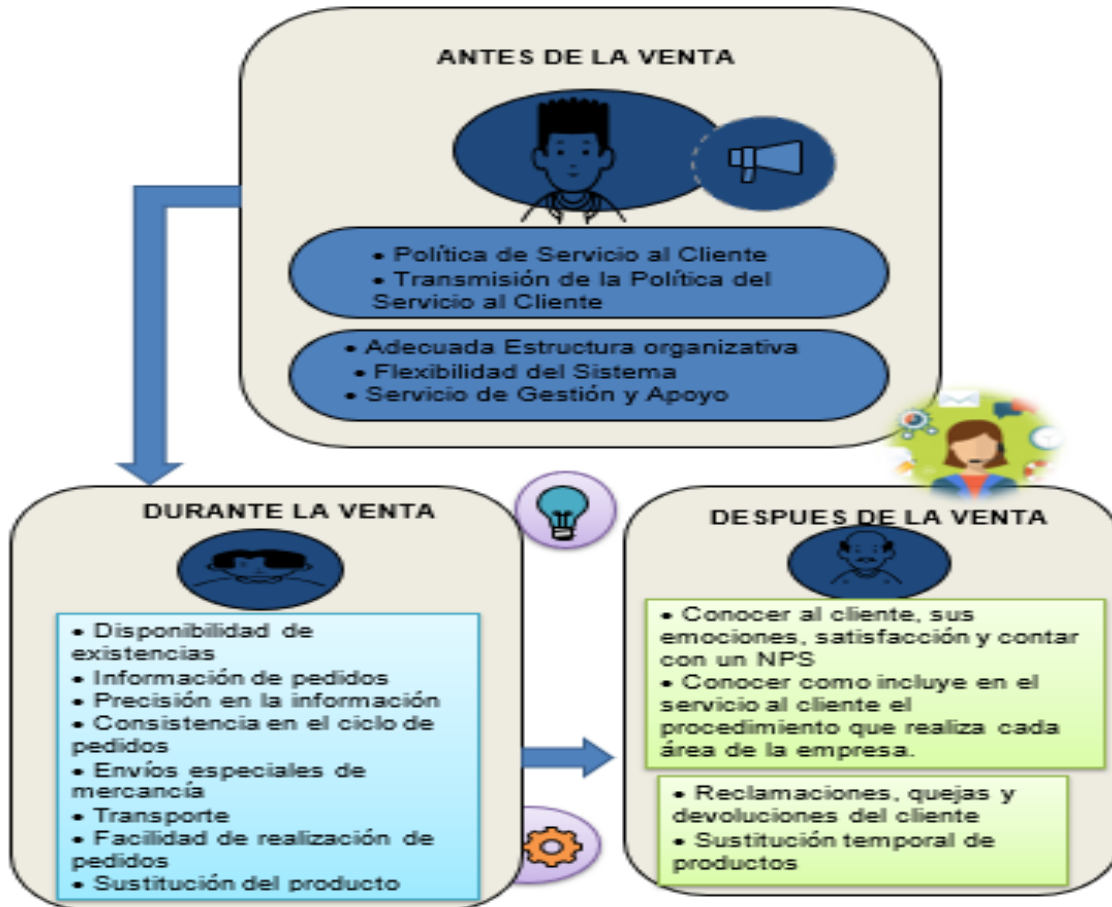 ANTES DE LA VENTA
• Política de Servicio al Cliente
• Transmisión de la Política del
Servicio al Cliente
• Adecuada Estructura organizativa
• Flexibilidad del Sistema
• Servicio de Gestión y Apoyo
DURANTE LA VENTA
• Disponibilidad de
existencias
• Información de pedidos
• Precisión en la información
• Consistencia en el ciclo de
pedidos
• Envíos especiales de
mercancía
• Transporte
• Facilidad de realización de
pedidos
• Sustitución del producto
DESPUES DE LA VENTA
• Conocer al cliente, sus
emociones, satisfacción y contar
con un NPS
• Conocer como incluye en el
servicio al cliente el
procedimiento que realiza cada
área de la empresa.
• Reclamaciones, quejas y
devoluciones del cliente
• Sustitución temporal de
productos